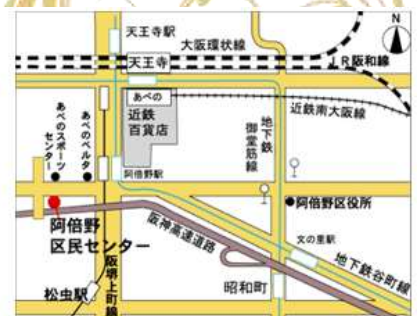 天王寺駅
大阪環状線
N
天王寺
JR阪和線
あべの
近鉄
百貨店
近鉄南大阪線
地下鉄
御堂筋線
あべのスポーツ
センター
あべのベルタ
阿倍野駅
阿倍野区役所
阿倍野
区民センター
阪神高速道路
文の里駅
地下鉄谷町線
昭和町
松虫駅
阪堺上町線